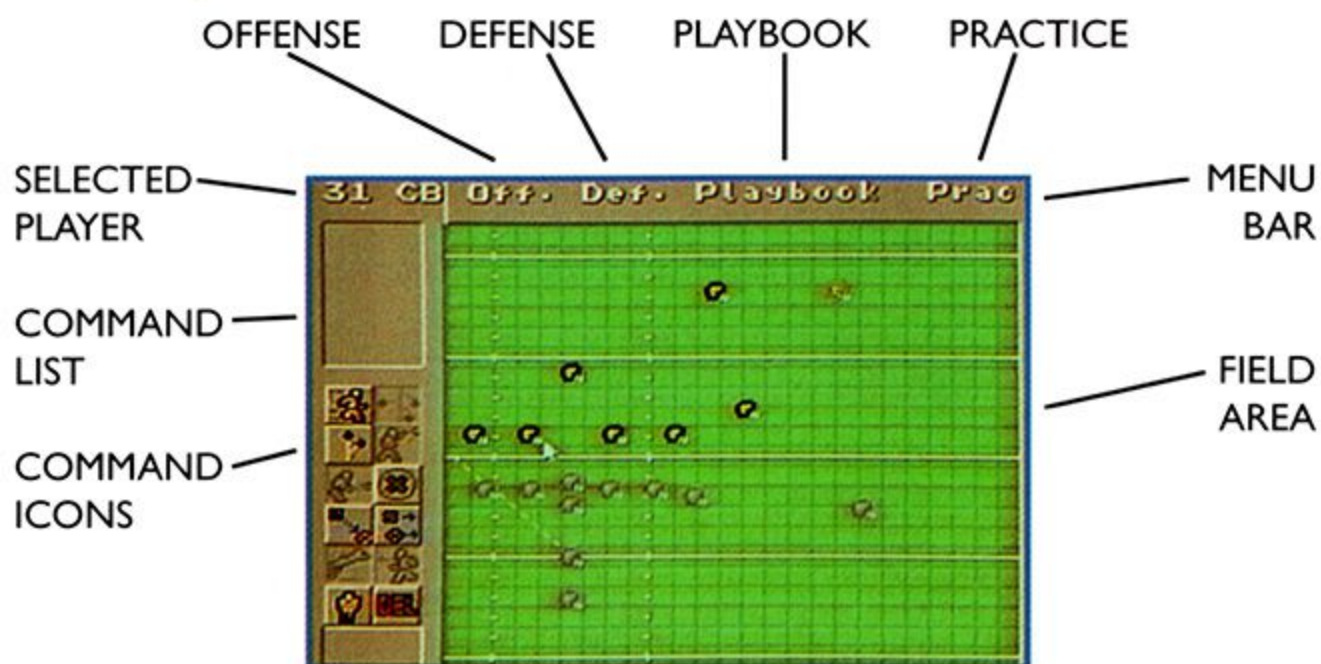 OFFENSE DEFENSE PLAYBOOK PRACTICE
SELECTED
PLAYER
31 CB Off. Def. Playbook Prac
MENU
BAR
COMMAND
LIST
FIELD
AREA
COMMAND
ICONS
DEL